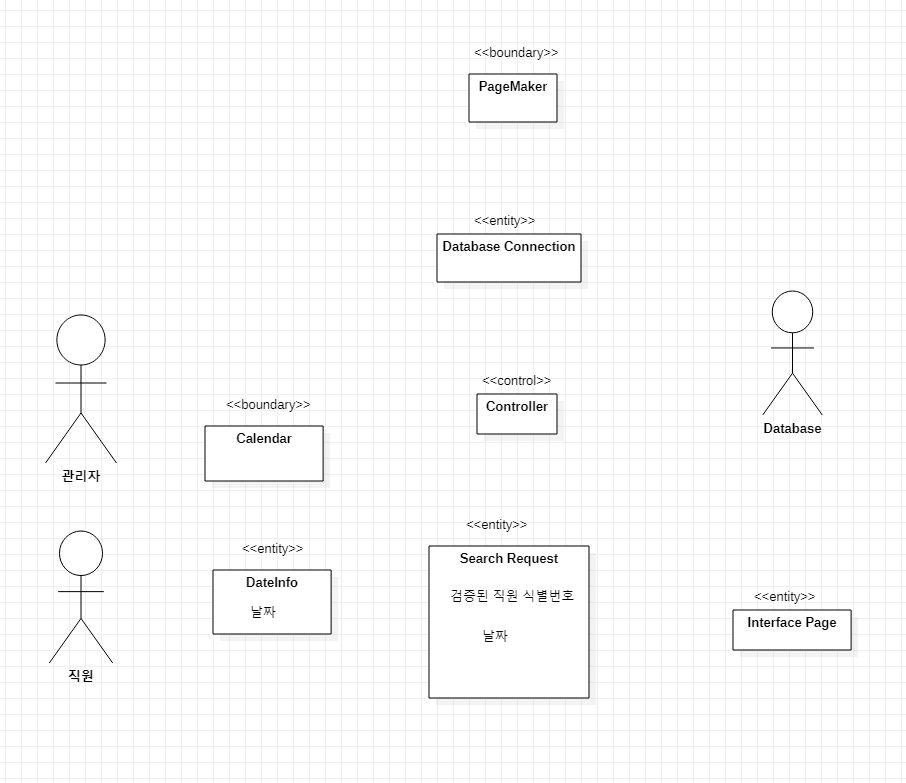 <<boundary>>
PageMaker
<<entity>>
Database Connection
<<control>>
Controller
Database
<<boundary>>
Calendar
관리자
<<entity>>
Search Request
검증된 직원 식별번호
날짜
<<entity>>
DateInfo
날짜
<<entity>>
Interface Page
직원